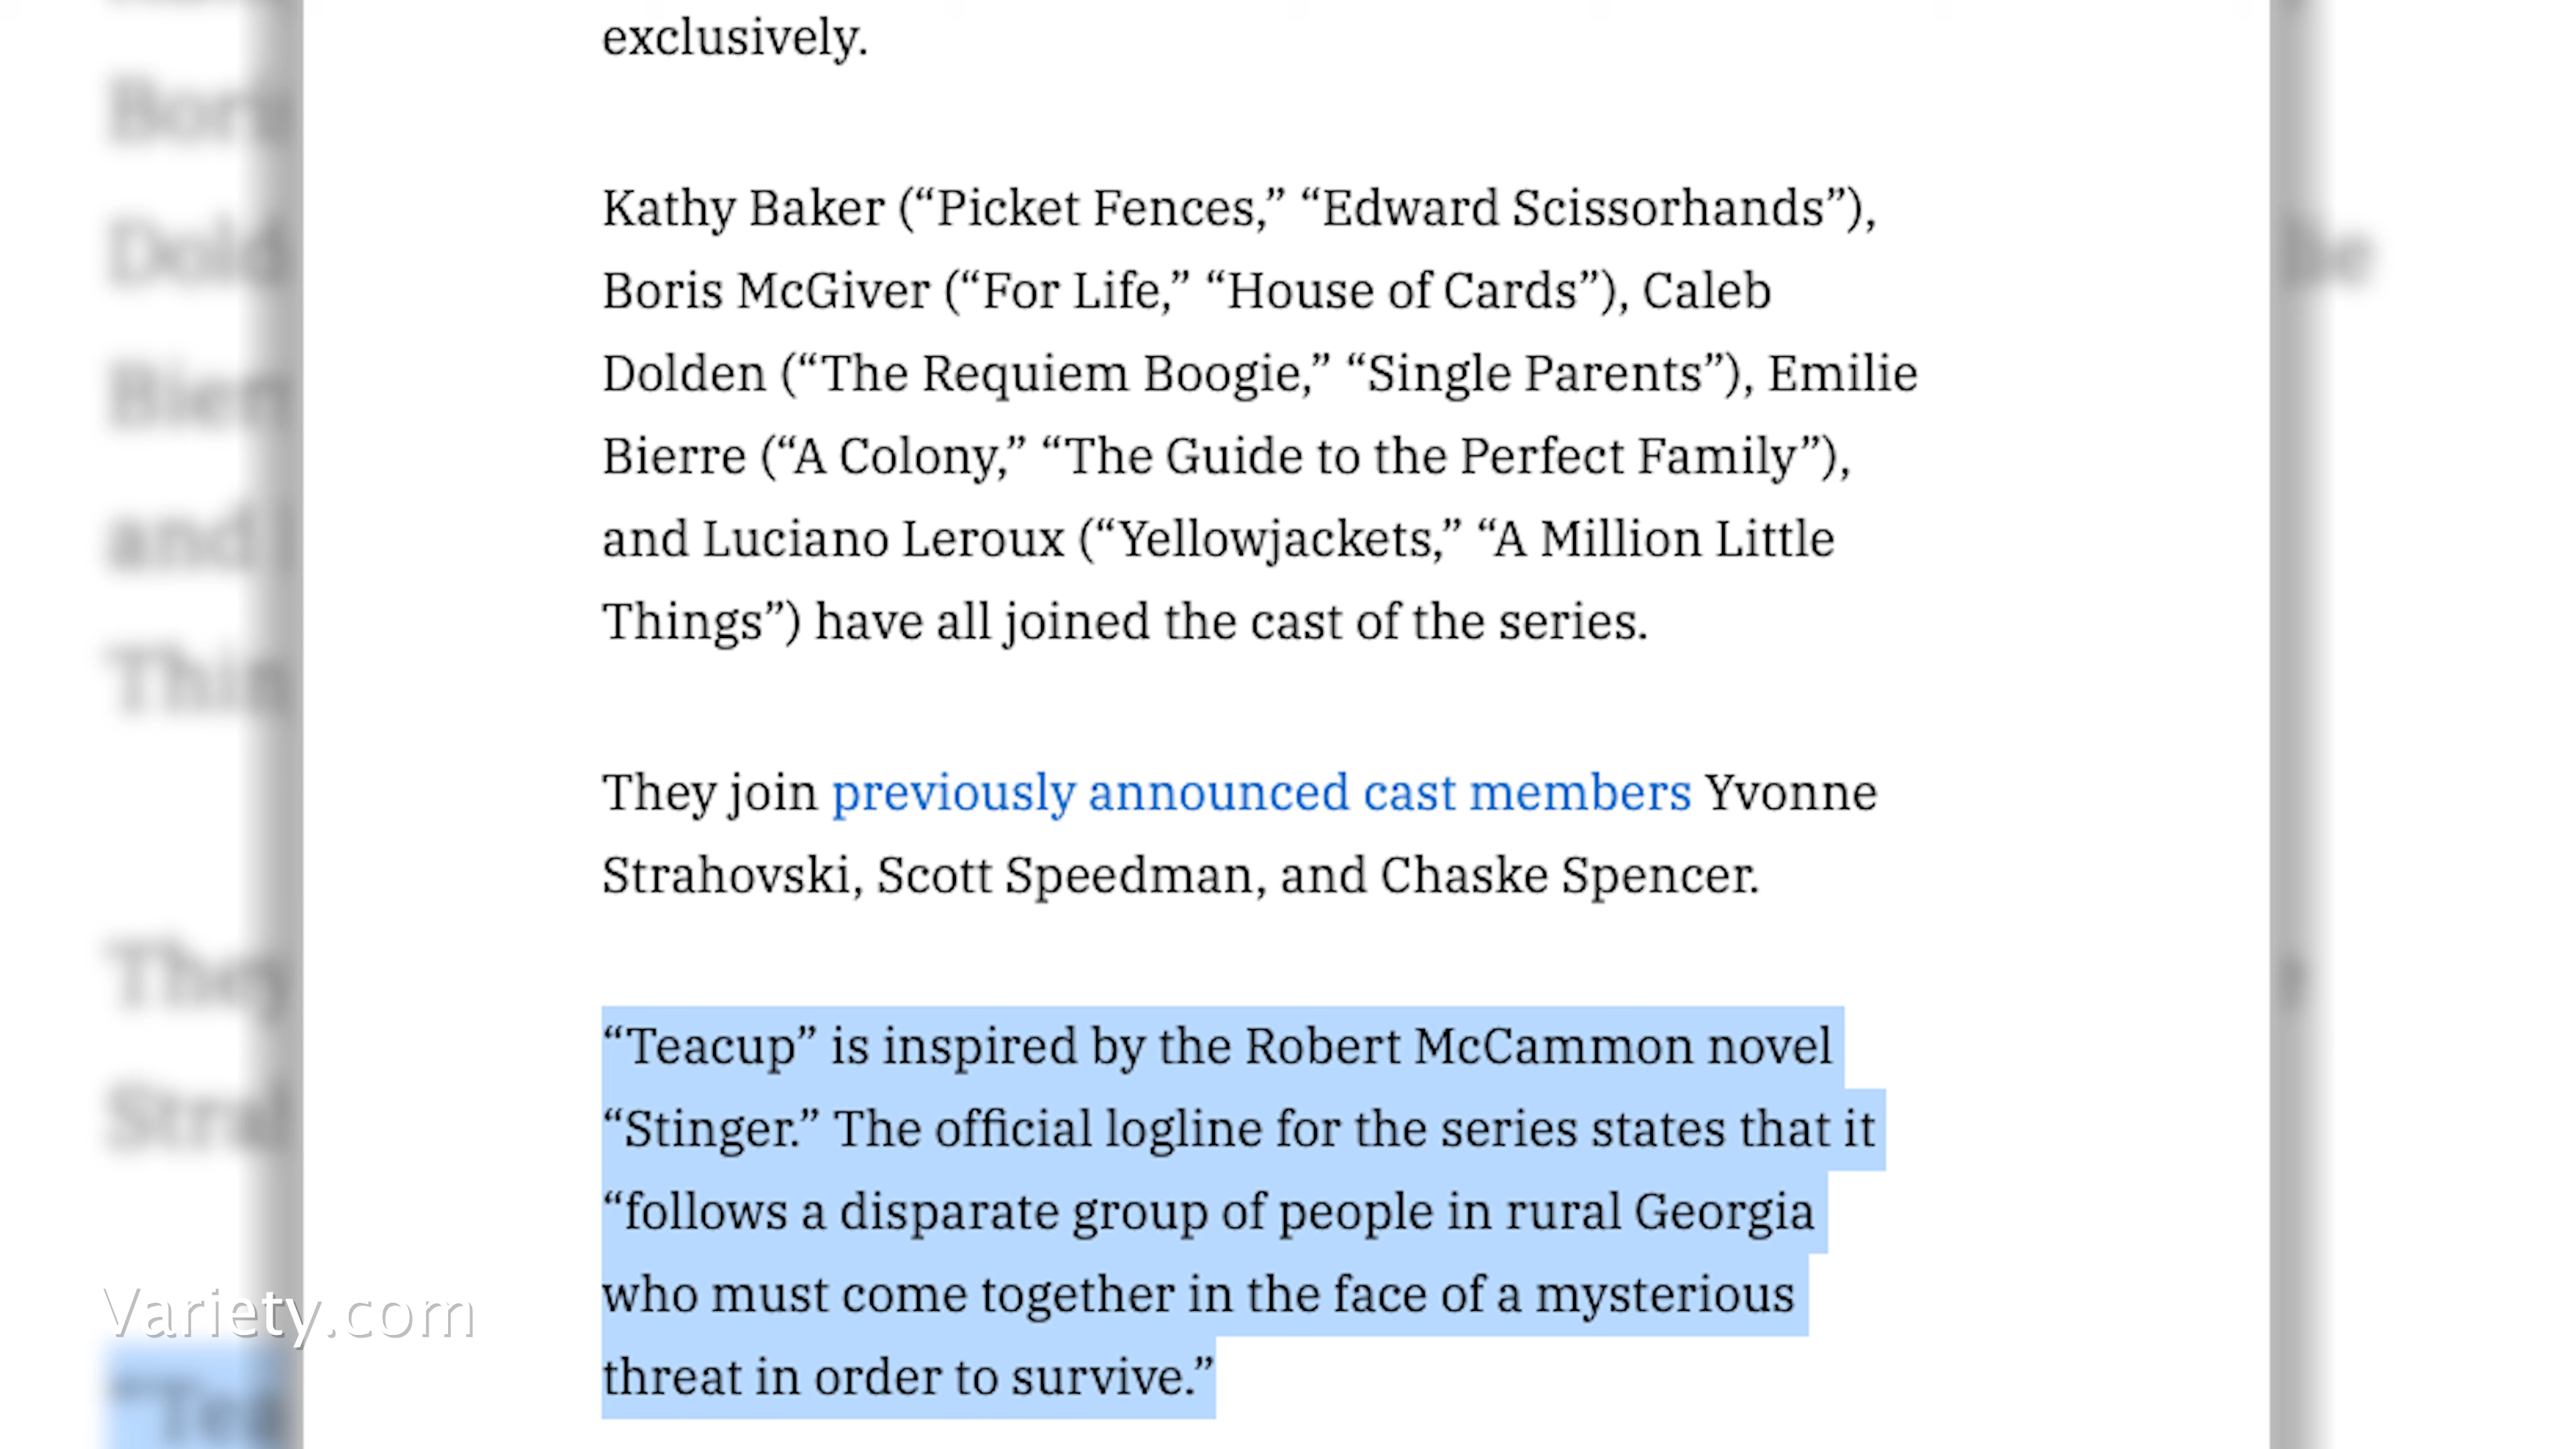 exclusively.
Kathy Baker (“Picket Fences,” “Edward Scissorhands”),
Boris McGiver (“For Life,” “House of Cards”), Caleb
Dolden (“The Requiem Boogie,” “Single Parents”), Emilie
Bierre (“A Colony,” “The Guide to the Perfect Family”),
and Luciano Leroux (“Yellowjackets,” “A Million Little
Things”) have all joined the cast of the series.
They join previously announced cast members Yvonne
Strahovski, Scott Speedman, and Chaske Spencer.
“Teacup” is inspired by the Robert McCammon novel
“Stinger.” The official logline for the series states that it
“follows a disparate group of people in rural Georgia
who must come together in the face of a mysterious
threat in order to survive.”
Variety.com